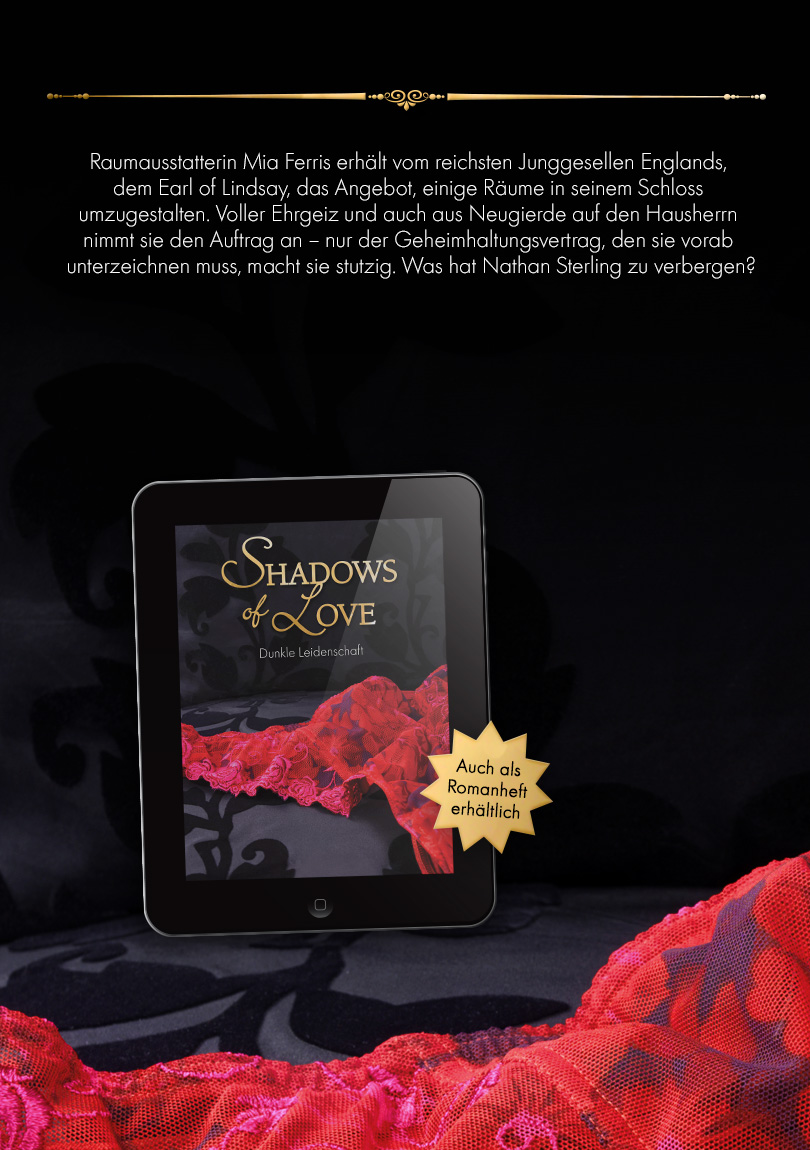 Raumausstatterin Mia Ferris erhält vom reichsten Junggesellen Englands,
dem Earl of Lindsay, das Angebot, einige Räume in seinem Schloss
umzugestalten. Voller Ehrgeiz und auch aus Neugierde auf den Hausherrn
nimmt sie den Auftrag an – nur der Geheimhaltungsvertrag, den sie vorab
unterzeichnen muss, macht sie stutzig. Was hat Nathan Sterling zu verbergen?
SHADOWS
of LOVE
Dunkle Leidenschaft
Auch als
Romanheft
erhältlich